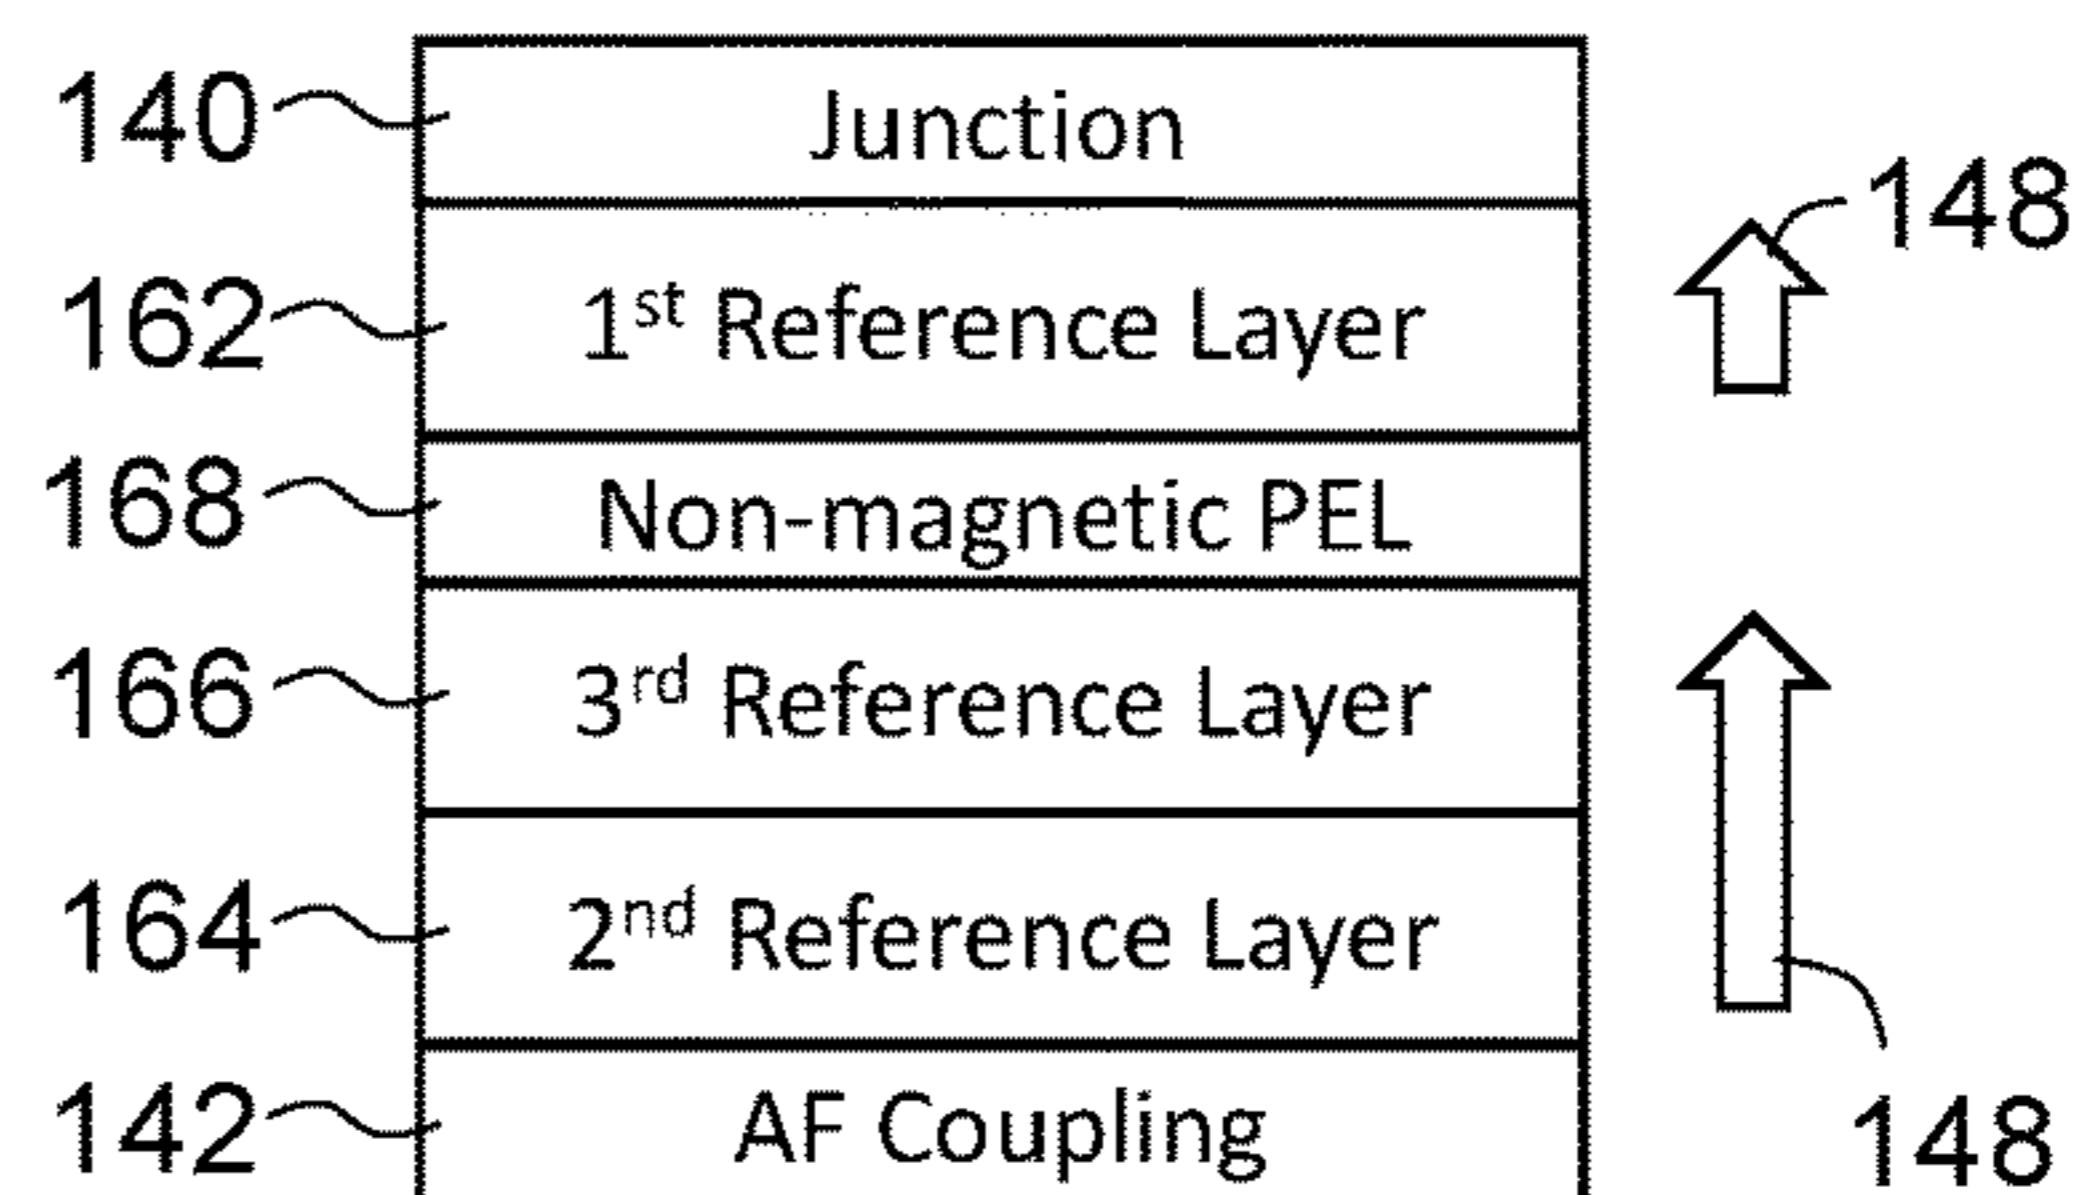 140 Junction
148
162 1st Reference Layer
168 Non-magnetic PEL
166 3rd Reference Layer
164 2nd Reference Layer
142 AF Coupling
148